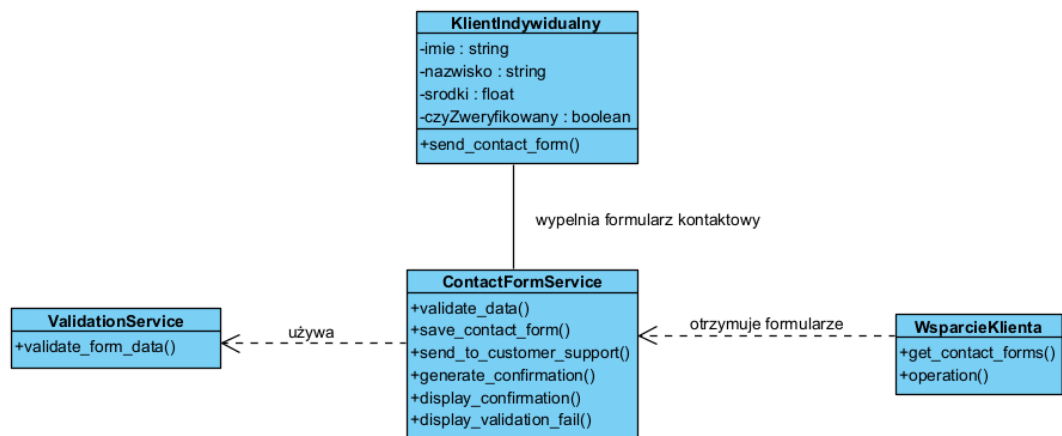 KlientIndywidualny
-imie : string
-nazwisko : string
-srodki : float
-czyZweryfikowany : boolean
+send_contact_form()
wypelnia formularz kontaktowy
ContactFormService
+validate_data()
+save_contact_form()
+send_to_customer_support()
+generate_confirmation()
+display_confirmation()
+display_validation_fail()
ValidationService
+validate_form_data()
używa
otrzymuje formularze
WsparcieKlienta
+get_contact_forms()
+operation()